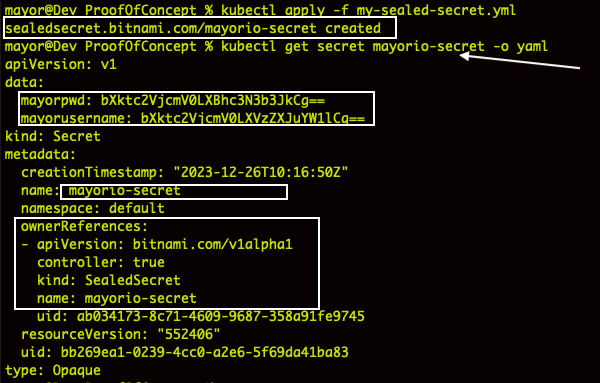 mayor@Dev ProofOfConcept % kubectl apply -f my-sealed-secret.yml
sealedsecret.bitnami.com/mayorio-secret created
mayor@Dev ProofOfConcept % kubectl get secret mayorio-secret -o yaml
apiVersion: v1
data:
  mayorpwd: bXktc2VjcmV0LXBhc3N3b3JkCg==
  mayorusername: bXktc2VjcmV0LXVzZXJuYW1lCg==
kind: Secret
metadata:
  creationTimestamp: "2023-12-26T10:16:50Z"
  name: mayorio-secret
  namespace: default
  ownerReferences:
  - apiVersion: bitnami.com/v1alpha1
    controller: true
    kind: SealedSecret
    name: mayorio-secret
    uid: ab034173-8c71-4609-9687-358a91fe9745
  resourceVersion: "552406"
  uid: bb269ea1-0239-4cc0-a2e6-5f69da41ba83
type: Opaque